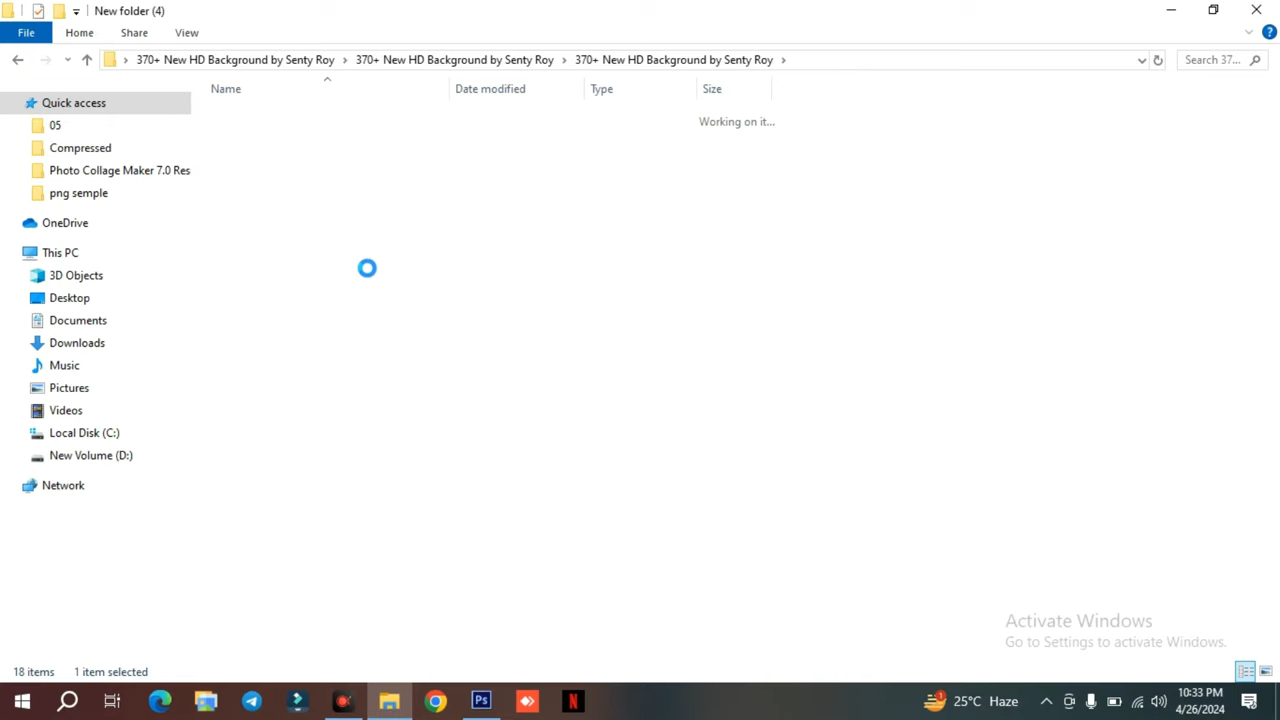 New folder (4)
File Home Share View
370+ New HD Background by Senty Roy 370+ New HD Background by Senty Roy 370+ New HD Background by Senty Roy
Search 37...
Name Date modified Type Size
Working on it...
Quick access
05
Compressed
Photo Collage Maker 7.0 Res
png semple
OneDrive
This PC
3D Objects
Desktop
Documents
Downloads
Music
Pictures
Videos
Local Disk (C:)
New Volume (D:)
Network
Activate Windows
Go to Settings to activate Windows.
18 items 1 item selected
Ps
N
1
25°C Haze
10:33 PM
4/26/2024